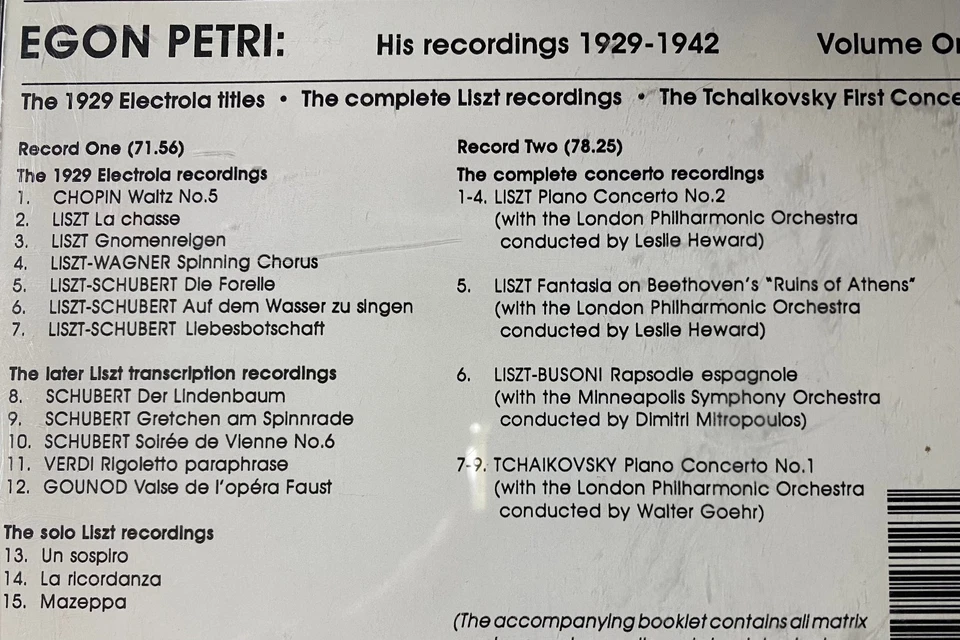 EGON PETRI: His recordings 1929-1942 Volume
The 1929 Electrola titles • The complete Liszt recordings • The Tchaikovsky First
Record One (71.56)
The 1929 Electrola recordings
1. CHOPIN Waltz No.5
2. LISZT La chasse
3. LISZT Gnomenreigen
4. LISZT-WAGNER Spinning Chorus
5. LISZT-SCHUBERT Die Forelle
6. LISZT-SCHUBERT Auf dem Wasser zu singen
7. LISZT-SCHUBERT Liebesbotschaft
The later Liszt transcription recordings
8. SCHUBERT Der Lindenbaum
9. SCHUBERT Gretchen am Spinnrade
10. SCHUBERT Soirée de Vienne No.6
11. VERDI Rigoletto paraphrase
12. GOUNOD Valse de l'opéra Faust
The solo Liszt recordings
13. Un sospiro
14. La ricordanza
15. Mazeppa
Record Two (78.25)
The complete concerto recordings
1-4. LISZT Piano Concerto No.2
(with the London Philharmonic Orchestra
conducted by Leslie Heward)
5. LISZT Fantasia on Beethoven's "Ruins of Athens"
(with the London Philharmonic Orchestra
conducted by Leslie Heward)
6. LISZT-BUSONI Rapsodie espagnole
(with the Minneapolis Symphony Orchestra
conducted by Dimitri Mitropoulos)
7-9. TCHAIKOVSKY Piano Concerto No.1
(with the London Philharmonic Orchestra
conducted by Walter Goehr)
(The accompanying booklet contains all matrix